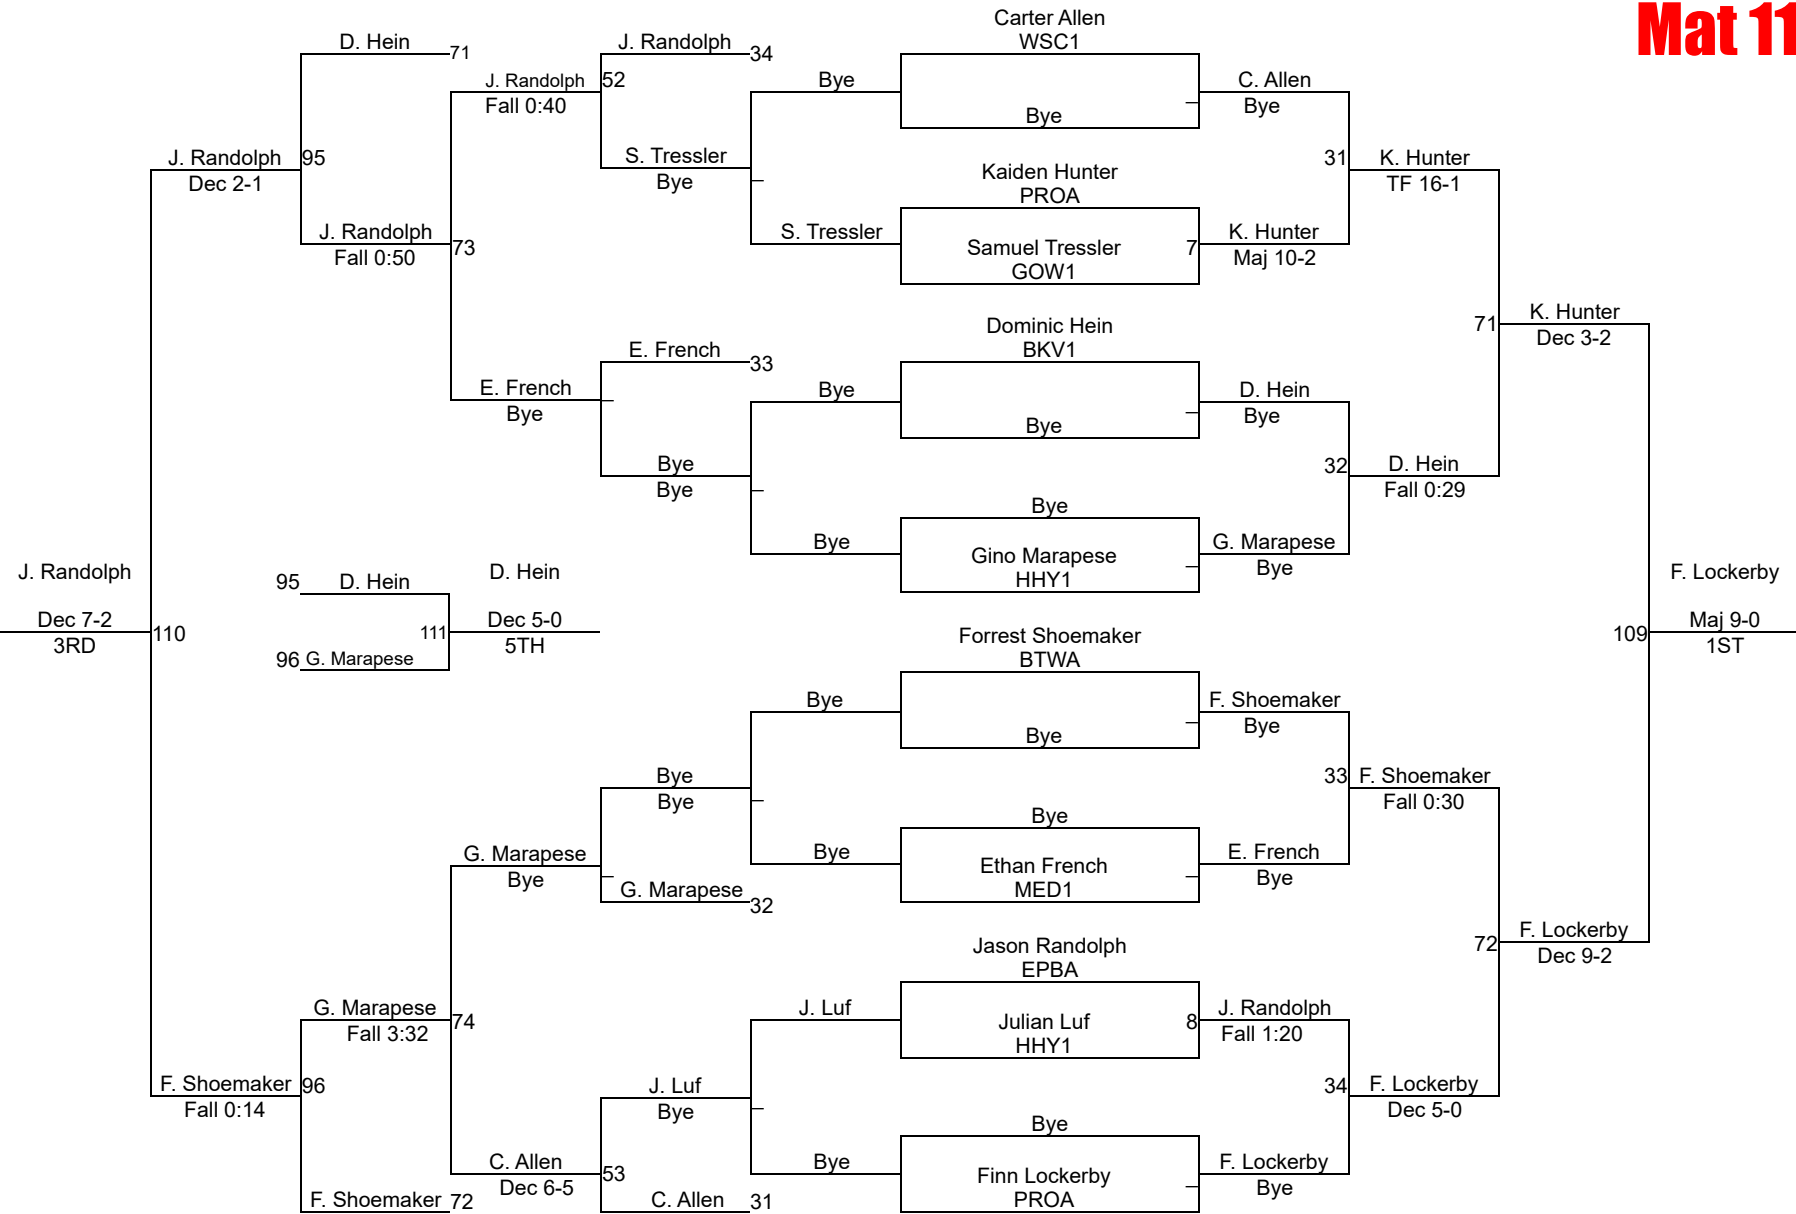 Mat 11
Carter Allen
WSC1
D. Hein
71
J. Randolph
34
J. Randolph
52
Fall 0:40
Bye
Bye
C. Allen
Bye
J. Randolph
95
Dec 2-1
S. Tressler
Bye
Kaiden Hunter
PROA
31
K. Hunter
TF 16-1
J. Randolph
Fall 0:50
73
S. Tressler
Samuel Tressler
GOW1
7
K. Hunter
Maj 10-2
Dominic Hein
BKV1
71
K. Hunter
Dec 3-2
E. French
33
E. French
Bye
Bye
Bye
D. Hein
Bye
Bye
Bye
32
D. Hein
Fall 0:29
Bye
Bye
Gino Marapese
HHY1
G. Marapese
Bye
J. Randolph
Dec 7-2
3RD
110
95
D. Hein
96
G. Marapese
111
D. Hein
Dec 5-0
5TH
F. Lockerby
Maj 9-0
1ST
109
Forrest Shoemaker
BTWA
Bye
Bye
F. Shoemaker
Bye
Bye
Bye
33
F. Shoemaker
Fall 0:30
Bye
Bye
Ethan French
MED1
E. French
Bye
G. Marapese
Bye
G. Marapese
32
Jason Randolph
EPBA
72
F. Lockerby
Dec 9-2
G. Marapese
Fall 3:32
74
J. Luf
Julian Luf
HHY1
8
J. Randolph
Fall 1:20
F. Shoemaker
96
Fall 0:14
J. Luf
Bye
34
F. Lockerby
Dec 5-0
Bye
C. Allen
Dec 6-5
53
Bye
Finn Lockerby
PROA
F. Lockerby
Bye
F. Shoemaker
72
C. Allen
31